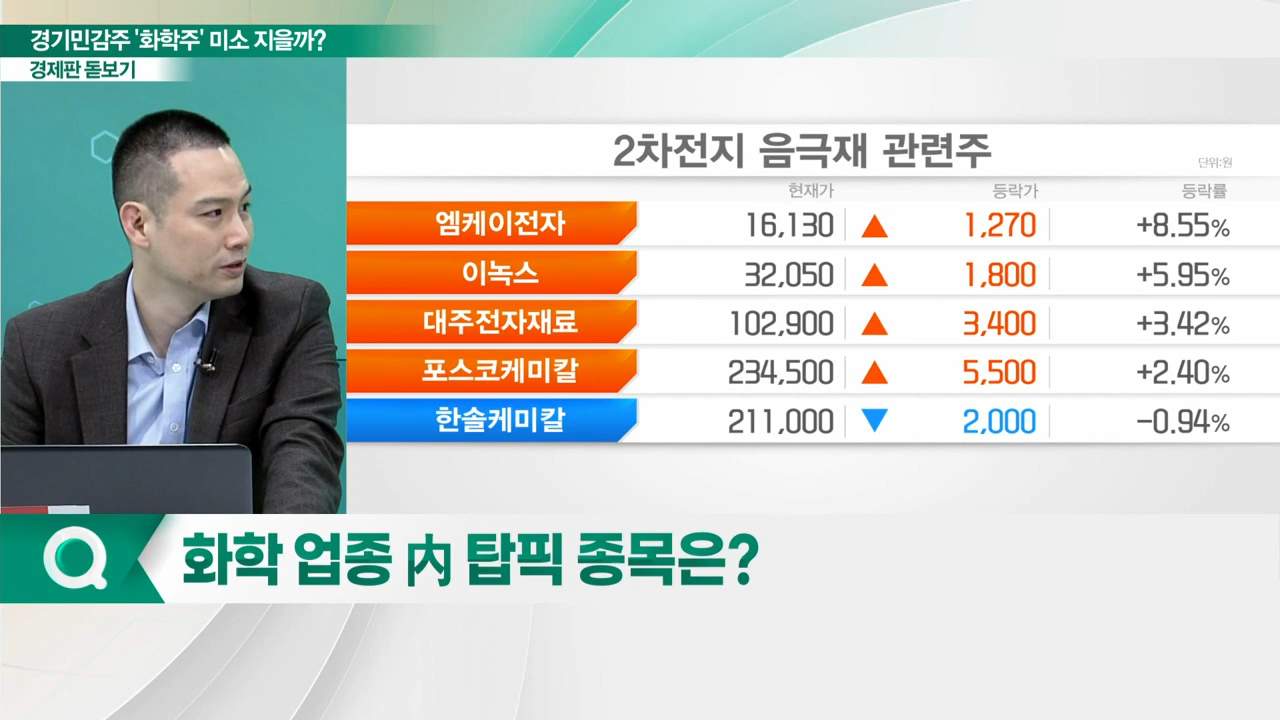 경기민감주 '화학주' 미소 지을까?
경제판 돋보기
2차전지 음극재 관련주
단위:원
현재가 등락가 등락률
엠케이전자 16,130 ▲ 1,270 +8.55%
이녹스 32,050 ▲ 1,800 +5.95%
대주전자재료 102,900 ▲ 3,400 +3.42%
포스코케미칼 234,500 ▲ 5,500 +2.40%
한솔케미칼 211,000 ▼ 2,000 -0.94%
Q 화학 업종 內 탑픽 종목은?